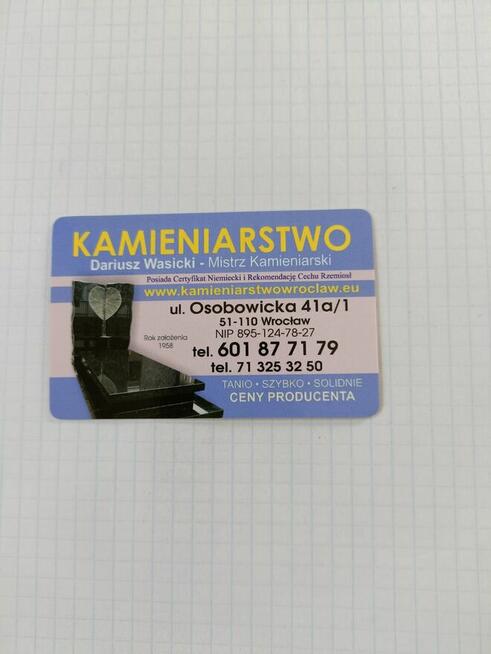 KAMIENIARSTWO
Dariusz Wasicki - Mistrz Kamieniarski
Posiada Certyfikat Niemiecki i Rekomendację Cechu Rzemiosł
www.kamieniarstwowroclaw.eu
ul. Osobowicka 41a/1
51-110 Wrocław
NIP 895-124-78-27
Rok założenia
1958
tel. 601 87 71 79
tel. 71 325 32 50
TANIO • SZYBKO • SOLIDNIE
CENY PRODUCENTA